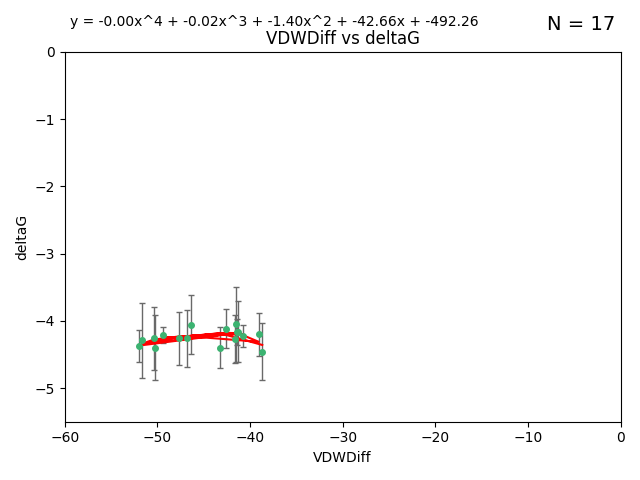 y = -0.00x^4 + -0.02x^3 + -1.40x^2 + -42.66x + -492.26
N = 17
VDWDiff vs deltaG
0
−1
−2
−3
−4
−5
deltaG
−60 −50 −40 −30 −20 −10 0
VDWDiff